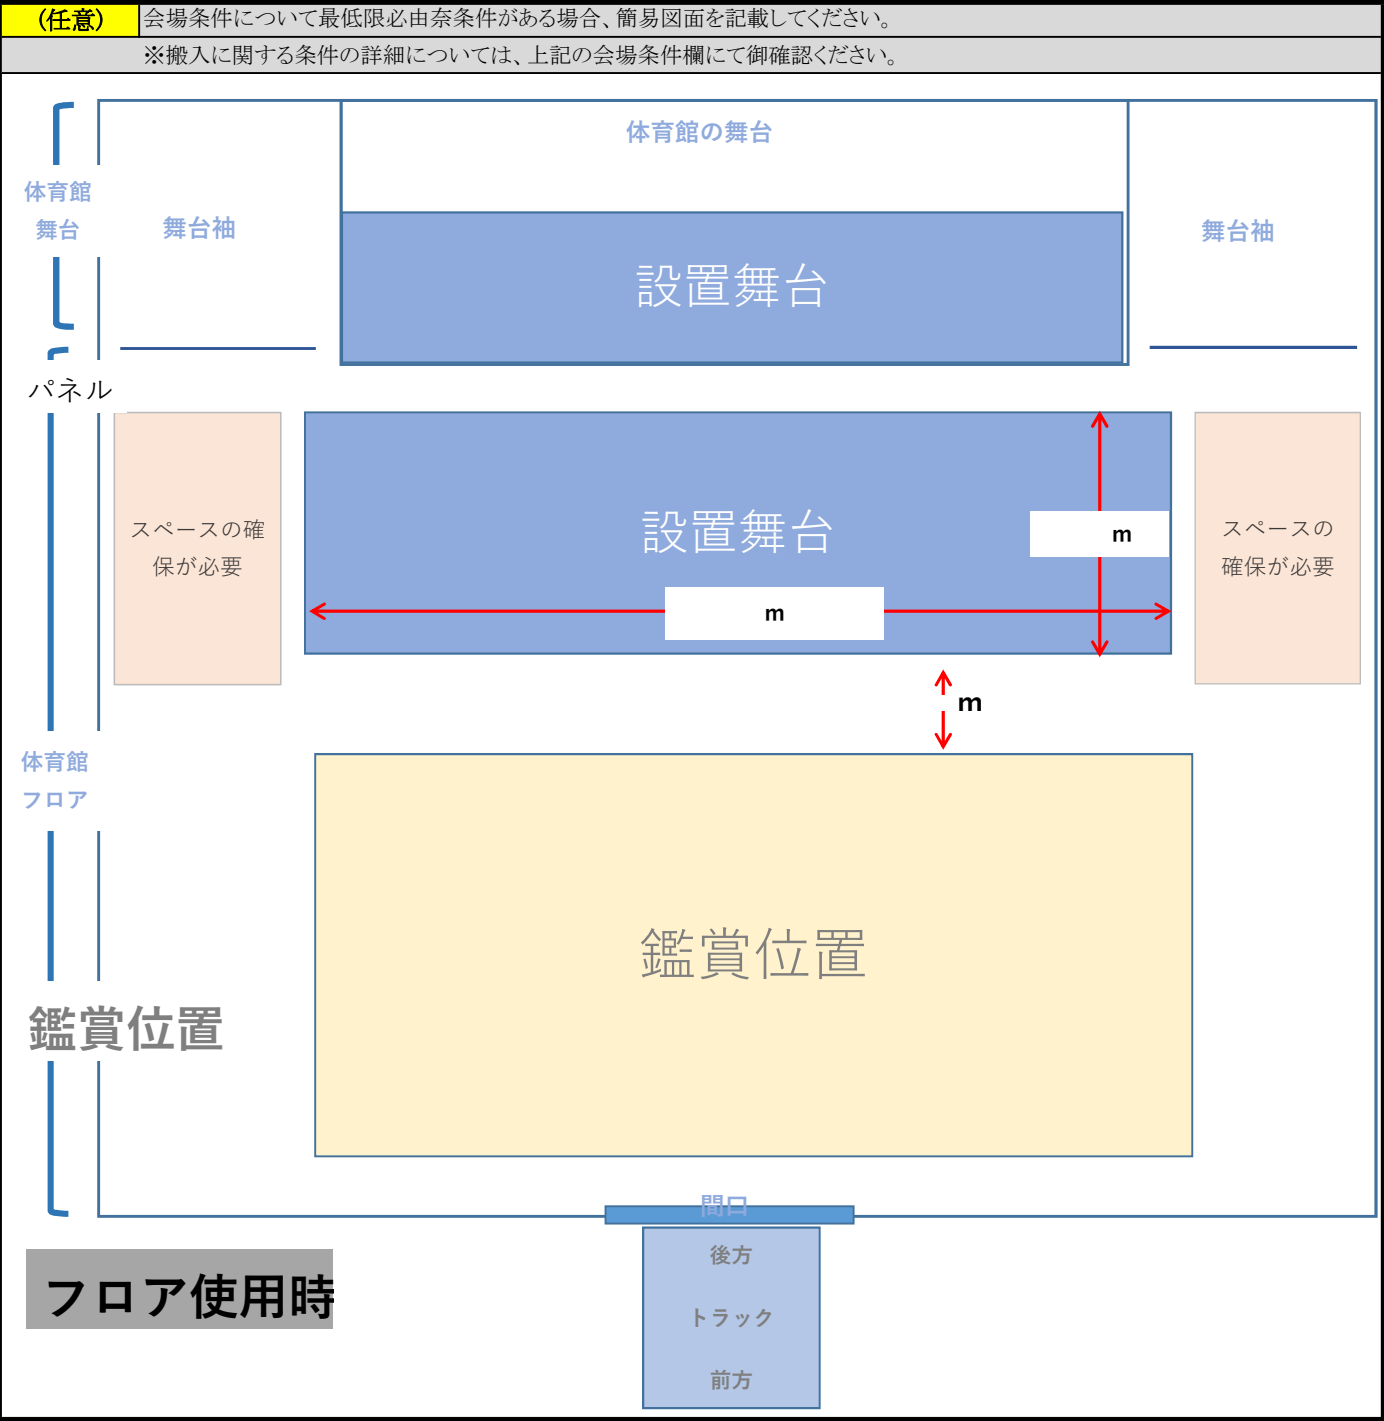 (任意)
会場条件について最低限必由奈条件がある場合、簡易図面を記載してください。
※搬入に関する条件の詳細については、上記の会場条件欄にて御確認ください。
体育館の舞台
体育館
舞台
舞台袖
舞台袖
設置舞台
パネル
スペースの確
保が必要
設置舞台
m
m
スペースの
確保が必要
m
体育館
フロア
鑑賞位置
鑑賞位置
間口
後方
トラック
前方
フロア使用時